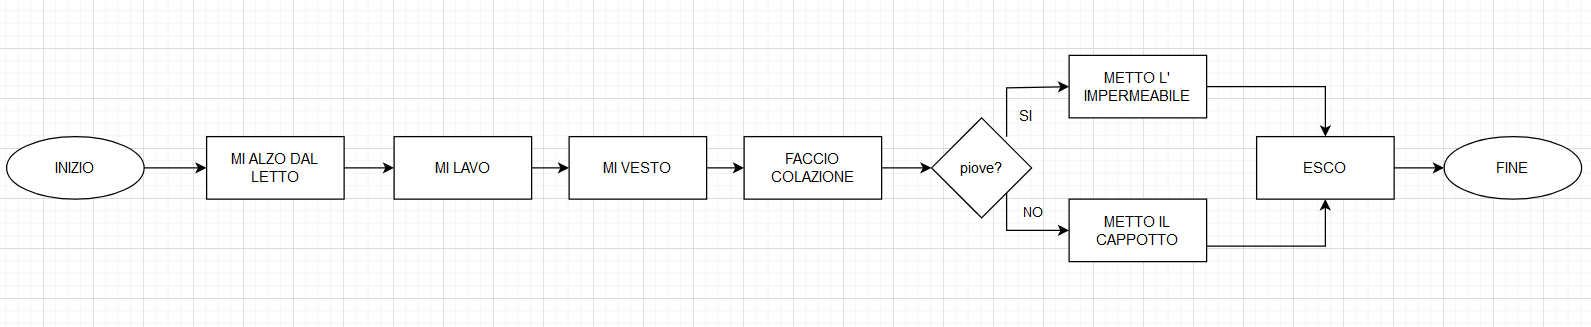 INIZIO
MI ALZO DAL
LETTO
MI LAVO
MI VESTO
FACCIO
COLAZIONE
piove?
SI
METTO L'
IMPERMEABILE
NO
METTO IL
CAPPOTTO
ESCO
FINE